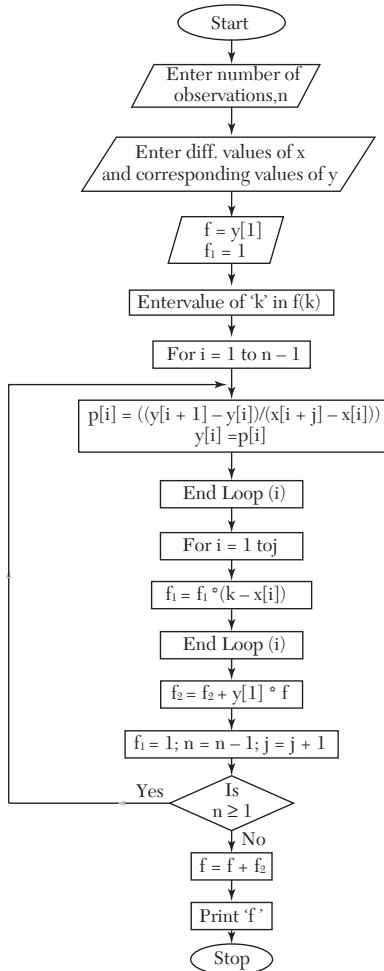 Start
Enter number of
observations,n
Enter diff. values of x
and corresponding values of y
f = y[1]
f₁ = 1
Entervalue of ‘k’ in f(k)
For i = 1 to n – 1
p[i] = ((y[i + 1] – y[i])/(x[i + j] – x[i]))
y[i] =p[i]
End Loop (i)
For i = 1 toj
f₁ = f₁ *(k – x[i])
End Loop (i)
f₂ = f₂ + y[1] * f
f₁ = 1; n = n – 1; j = j + 1
Yes
Is
n ≥ 1
No
f = f + f₂
Print ‘f ’
Stop